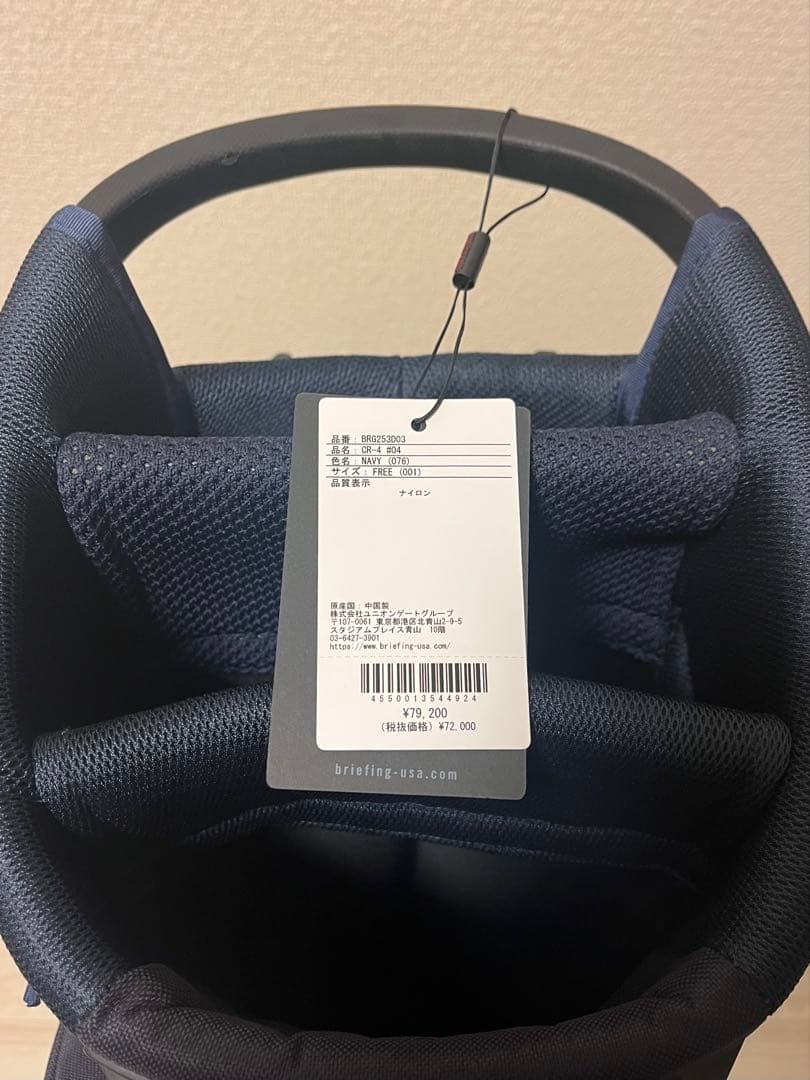 品番 : BRG253D03
品名 : CR-4 #04
色名 : NAVY (076)
サイズ : FREE (001)
品質表示
ナイロン
原産国 : 中国製
株式会社ユニオンゲートグループ
〒107-0061 東京都港区北青山2-9-5
スタジアムプレイス青山 10階
03-6427-3901
https://www.briefing-usa.com/
4550013544924
¥79,200
(税抜価格) ¥72,000
briefing-usa.com